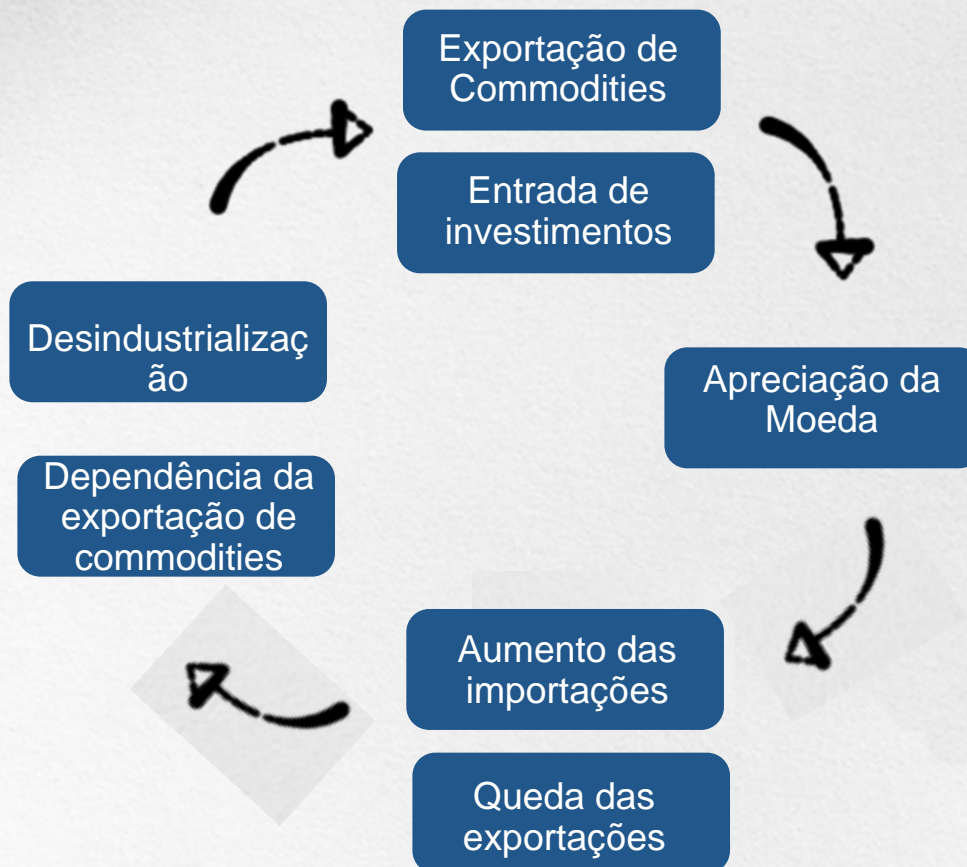 Exportação de
Commodities
Entrada de
investimentos
Apreciação da
Moeda
Aumento das
importações
Queda das
exportações
Desindustrializaç
ão
Dependência da
exportação de
commodities